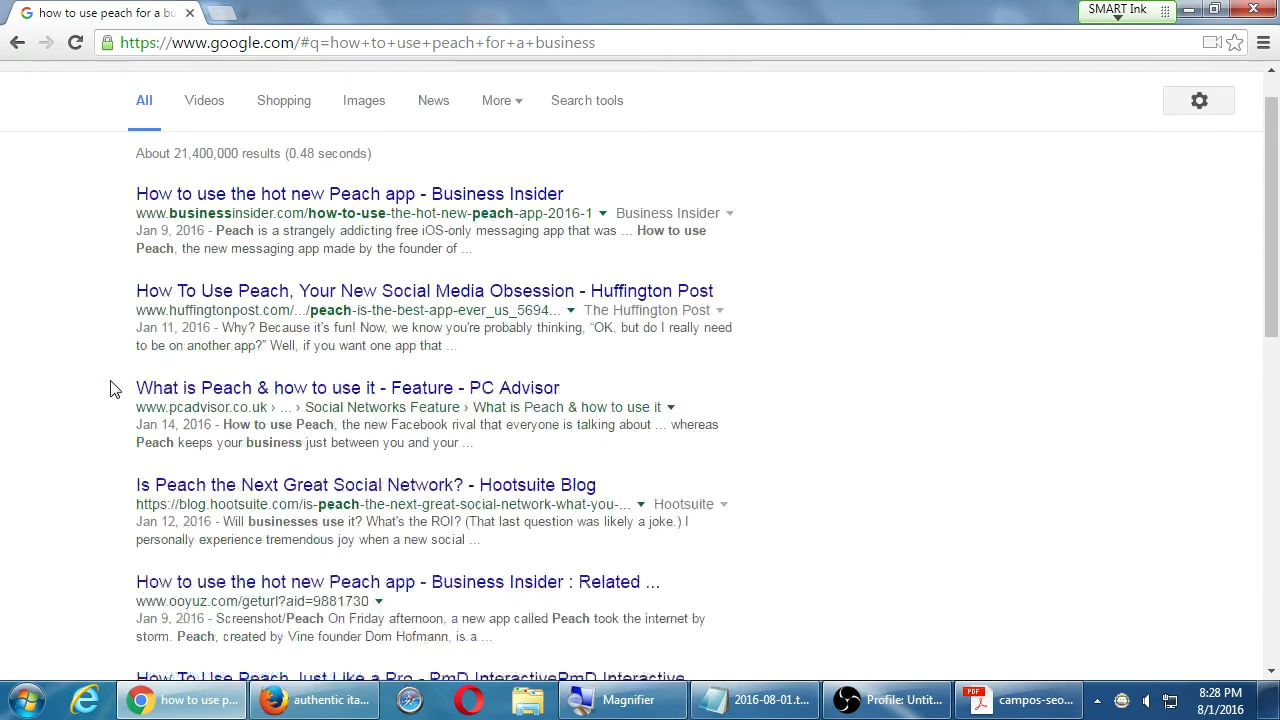 how to use peach for a bu
SMART Ink
https://www.google.com/#q=how+to+use+peach+for+a+business
All Videos Shopping Images News More Search tools
About 21,400,000 results (0.48 seconds)
How to use the hot new Peach app - Business Insider
www.businessinsider.com/how-to-use-the-hot-new-peach-app-2016-1 Business Insider
Jan 9, 2016 - Peach is a strangely addicting free iOS-only messaging app that was ... How to use
Peach, the new messaging app made by the founder of ...
How To Use Peach, Your New Social Media Obsession - Huffington Post
www.huffingtonpost.com/.../peach-is-the-best-app-ever_us_5694... The Huffington Post
Jan 11, 2016 - Why? Because it's fun! Now, we know you're probably thinking, “OK, but do I really need
to be on another app?” Well, if you want one app that ...
What is Peach & how to use it - Feature - PC Advisor
www.pcadvisor.co.uk › ... › Social Networks Feature › What is Peach & how to use it
Jan 14, 2016 - How to use Peach, the new Facebook rival that everyone is talking about ... whereas
Peach keeps your business just between you and your ...
Is Peach the Next Great Social Network? - Hootsuite Blog
https://blog.hootsuite.com/is-peach-the-next-great-social-network-what-you-... Hootsuite
Jan 12, 2016 - Will businesses use it? What's the ROI? (That last question was likely a joke.) I
personally experience tremendous joy when a new social ...
How to use the hot new Peach app - Business Insider : Related ...
www.ooyuz.com/geturl?aid=9881730
Jan 9, 2016 - Screenshot/Peach On Friday afternoon, a new app called Peach took the internet by
storm. Peach, created by Vine founder Dom Hofmann, is a ...
How To Use Peach Just Like a Pro - PmD InteractivePmD Interactive
how to use p... authentic ita... Magnifier 2016-08-01.t... Profile: Untit... PDF campos-seo... 8:28 PM
8/1/2016